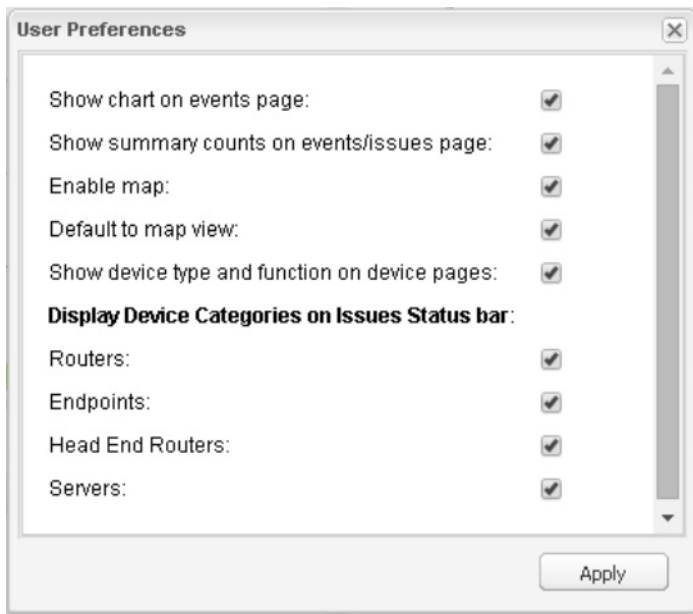 User Preferences
Show chart on events page:
Show summary counts on events/issues page:
Enable map:
Default to map view:
Show device type and function on device pages:
Display Device Categories on Issues Status bar:
Routers:
Endpoints:
Head End Routers:
Servers:
Apply